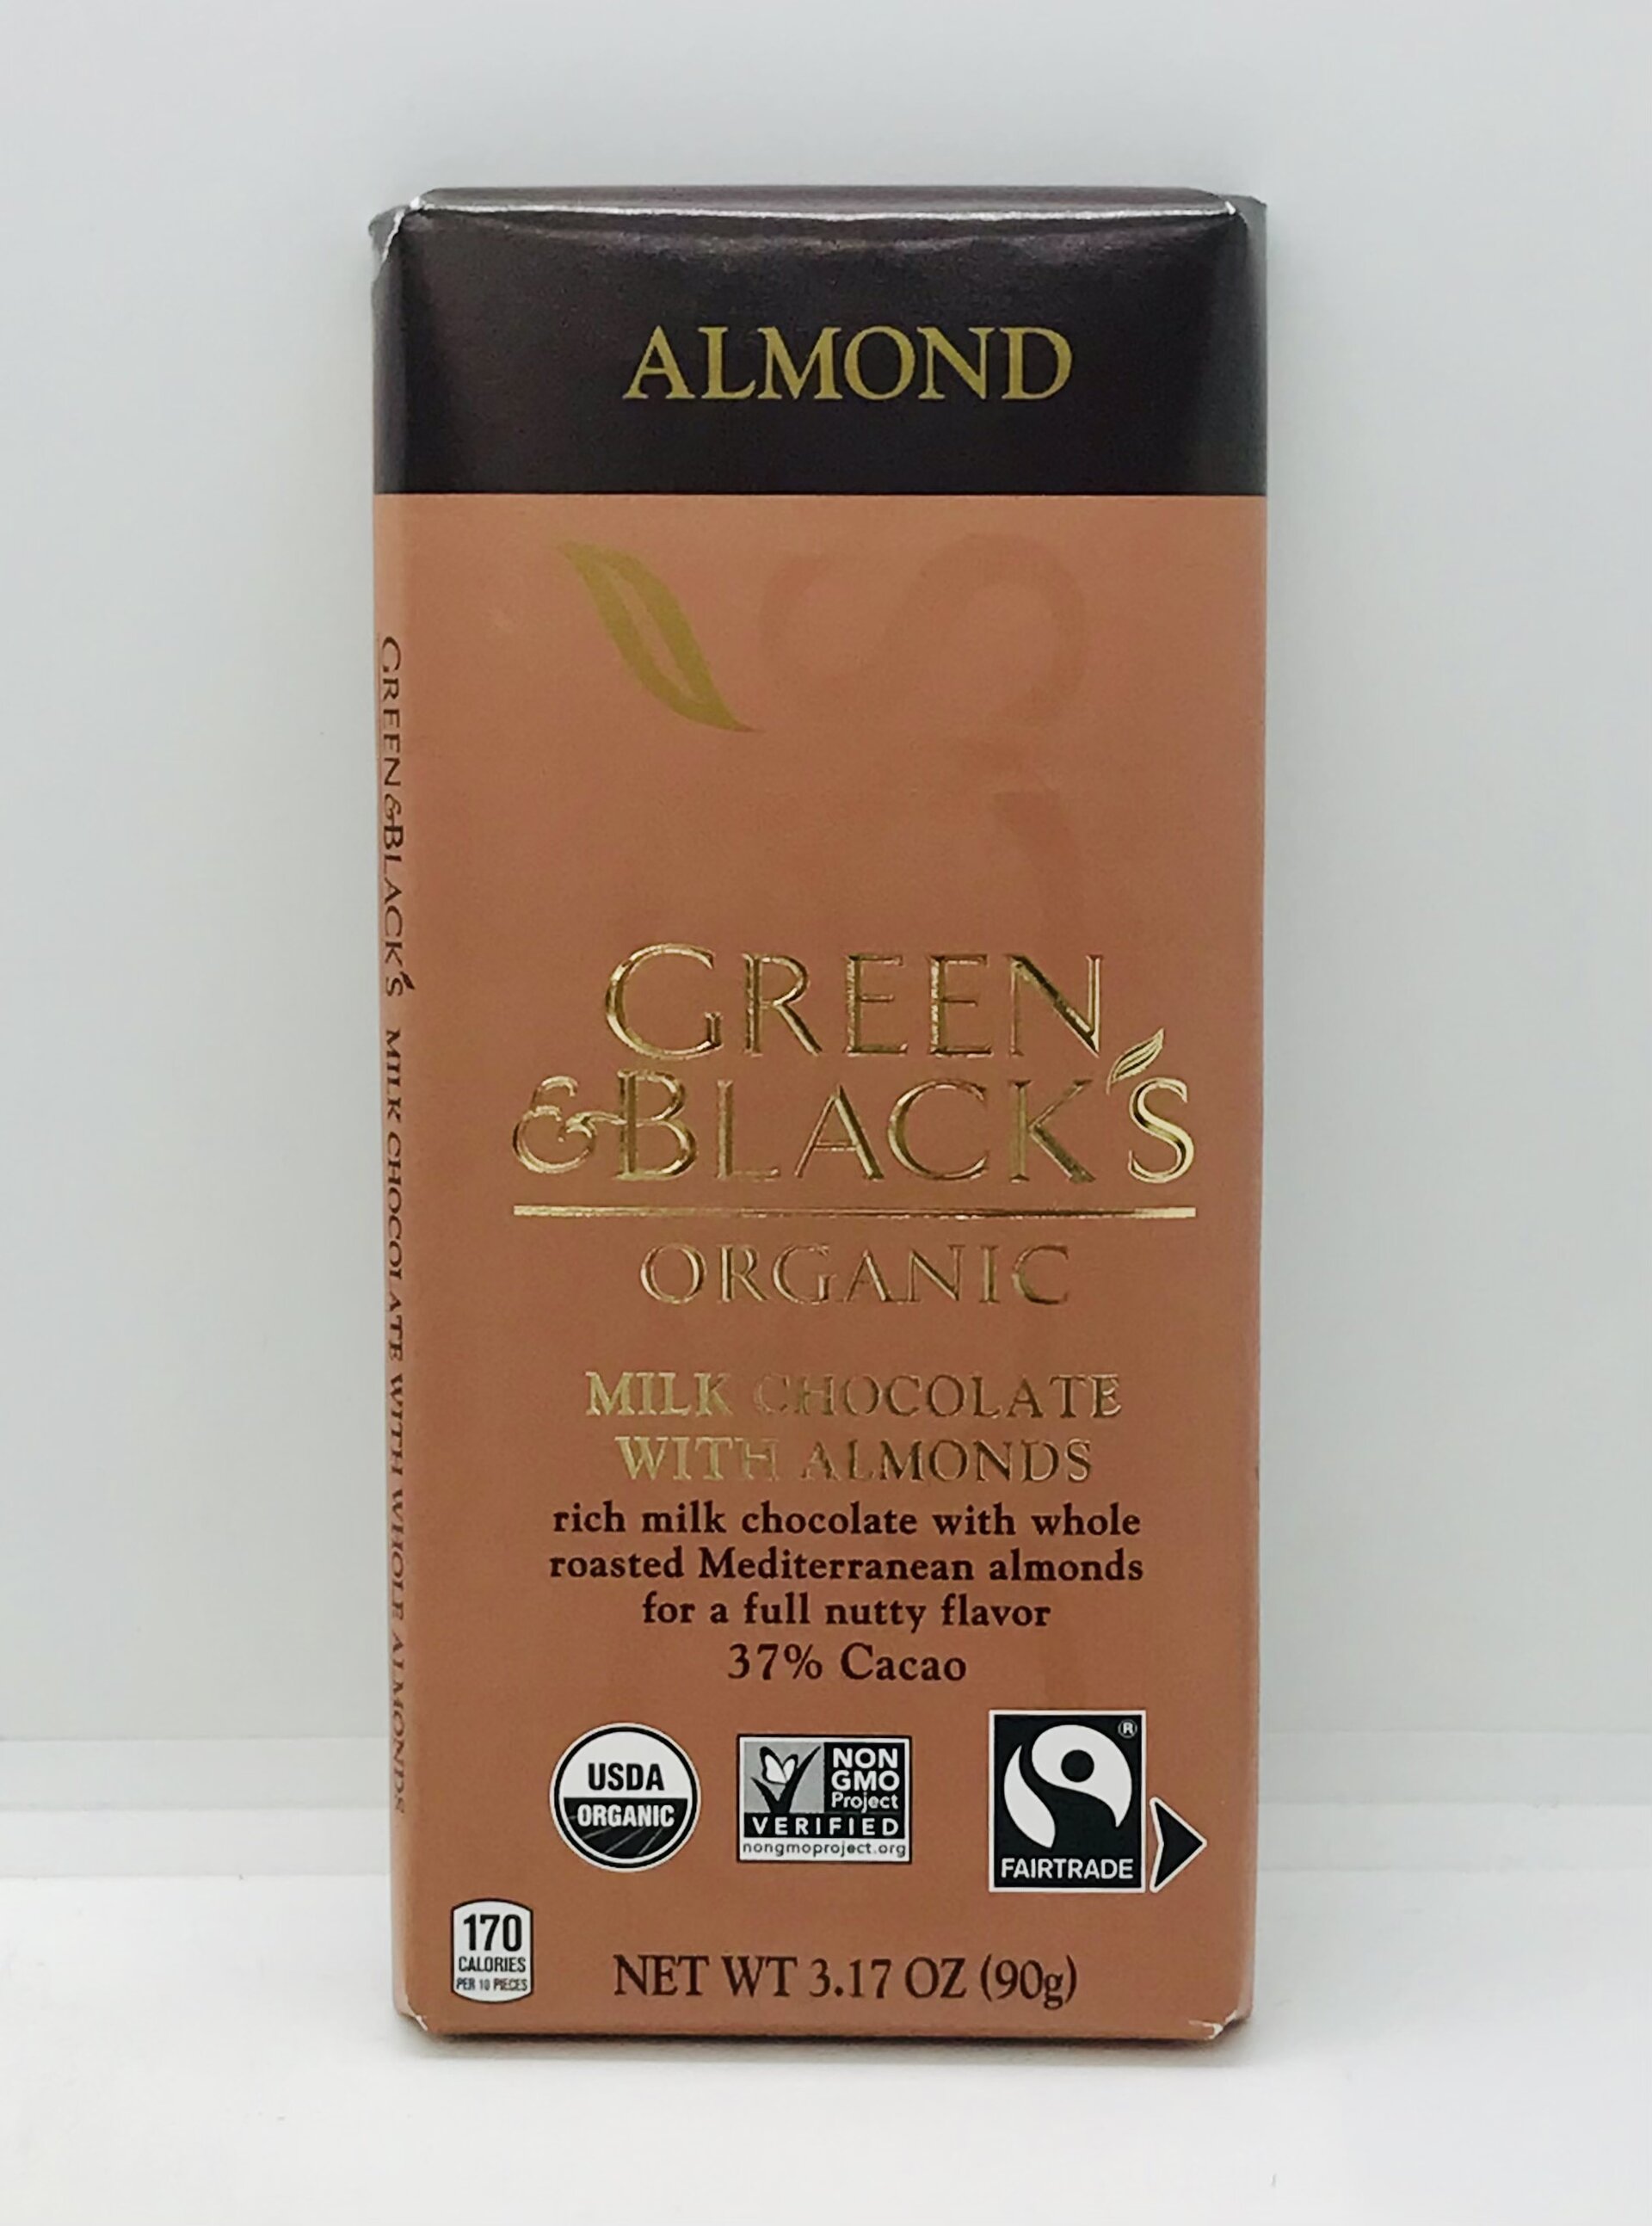 ALMOND
GREEN
&BLACK'S
ORGANIC
MILK CHOCOLATE
WITH ALMONDS
rich milk chocolate with whole
roasted Mediterranean almonds
for a full nutty flavor
37% Cacao
USDA
ORGANIC
NON
GMO
Project
VERIFIED
nongmoproject.org
®
FAIRTRADE
170
CALORIES
PER 10 PIECES
NET WT 3.17 OZ (90g)
GREEN&BLACK'S MILK CHOCOLATE WITH WHOLE ALMONDS